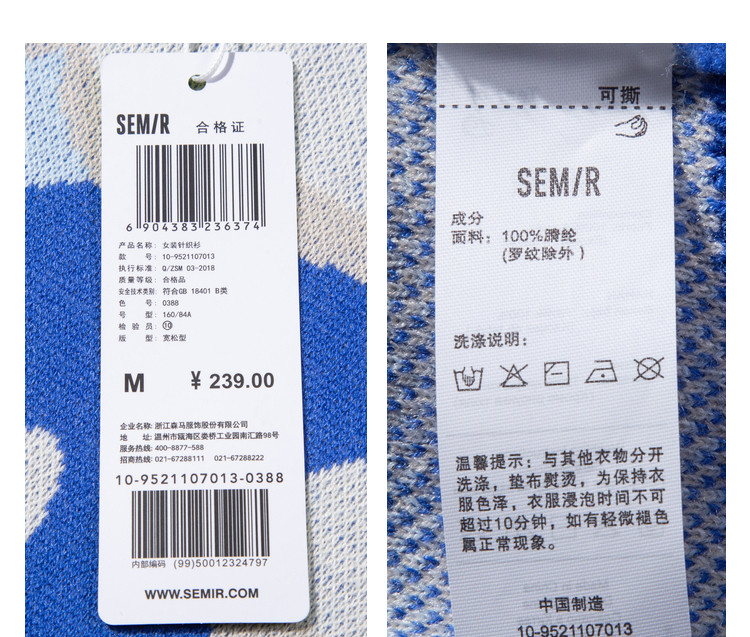 SEMIR
合格证
6 904383 236374
产品名称: 女装针织衫
款 号: 10-9521107013
执行标准: Q/ZSM 03-2018
质量等级: 合格品
安全技术类别: 符合GB 18401 B类
色 号: 0388
号 型: 160/84A
检 验 员: ⑩
版 型: 宽松型
M ¥ 239.00
企业名称: 浙江森马服饰股份有限公司
地 址: 温州市瓯海区娄桥工业园南汇路98号
服务热线: 400-8877-588
招商热线: 021-67288111 021-67288222
10-9521107013-0388
内部编码 (99)50012324797
WWW.SEMIR.COM
可撕
SEMIR
成分
面料: 100%腈纶
(罗纹除外)
洗涤说明:
温馨提示: 与其他衣物分开
洗涤, 垫布熨烫, 为保持衣
服色泽, 衣服浸泡时间不可
超过10分钟, 如有轻微褪色
属正常现象。
中国制造
10-9521107013